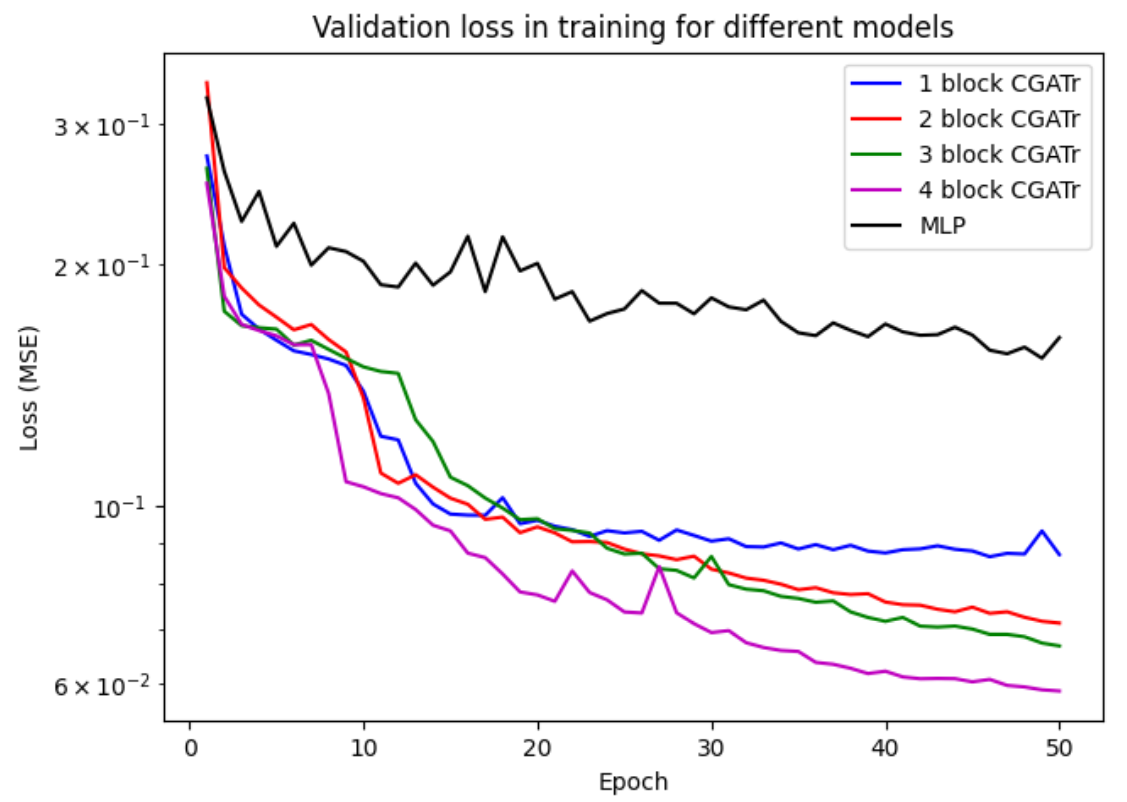 Validation loss in training for different models
1 block CGATr
2 block CGATr
3 block CGATr
4 block CGATr
MLP
Loss (MSE)
3 × 10⁻¹
2 × 10⁻¹
10⁻¹
6 × 10⁻²
0 10 20 30 40 50
Epoch